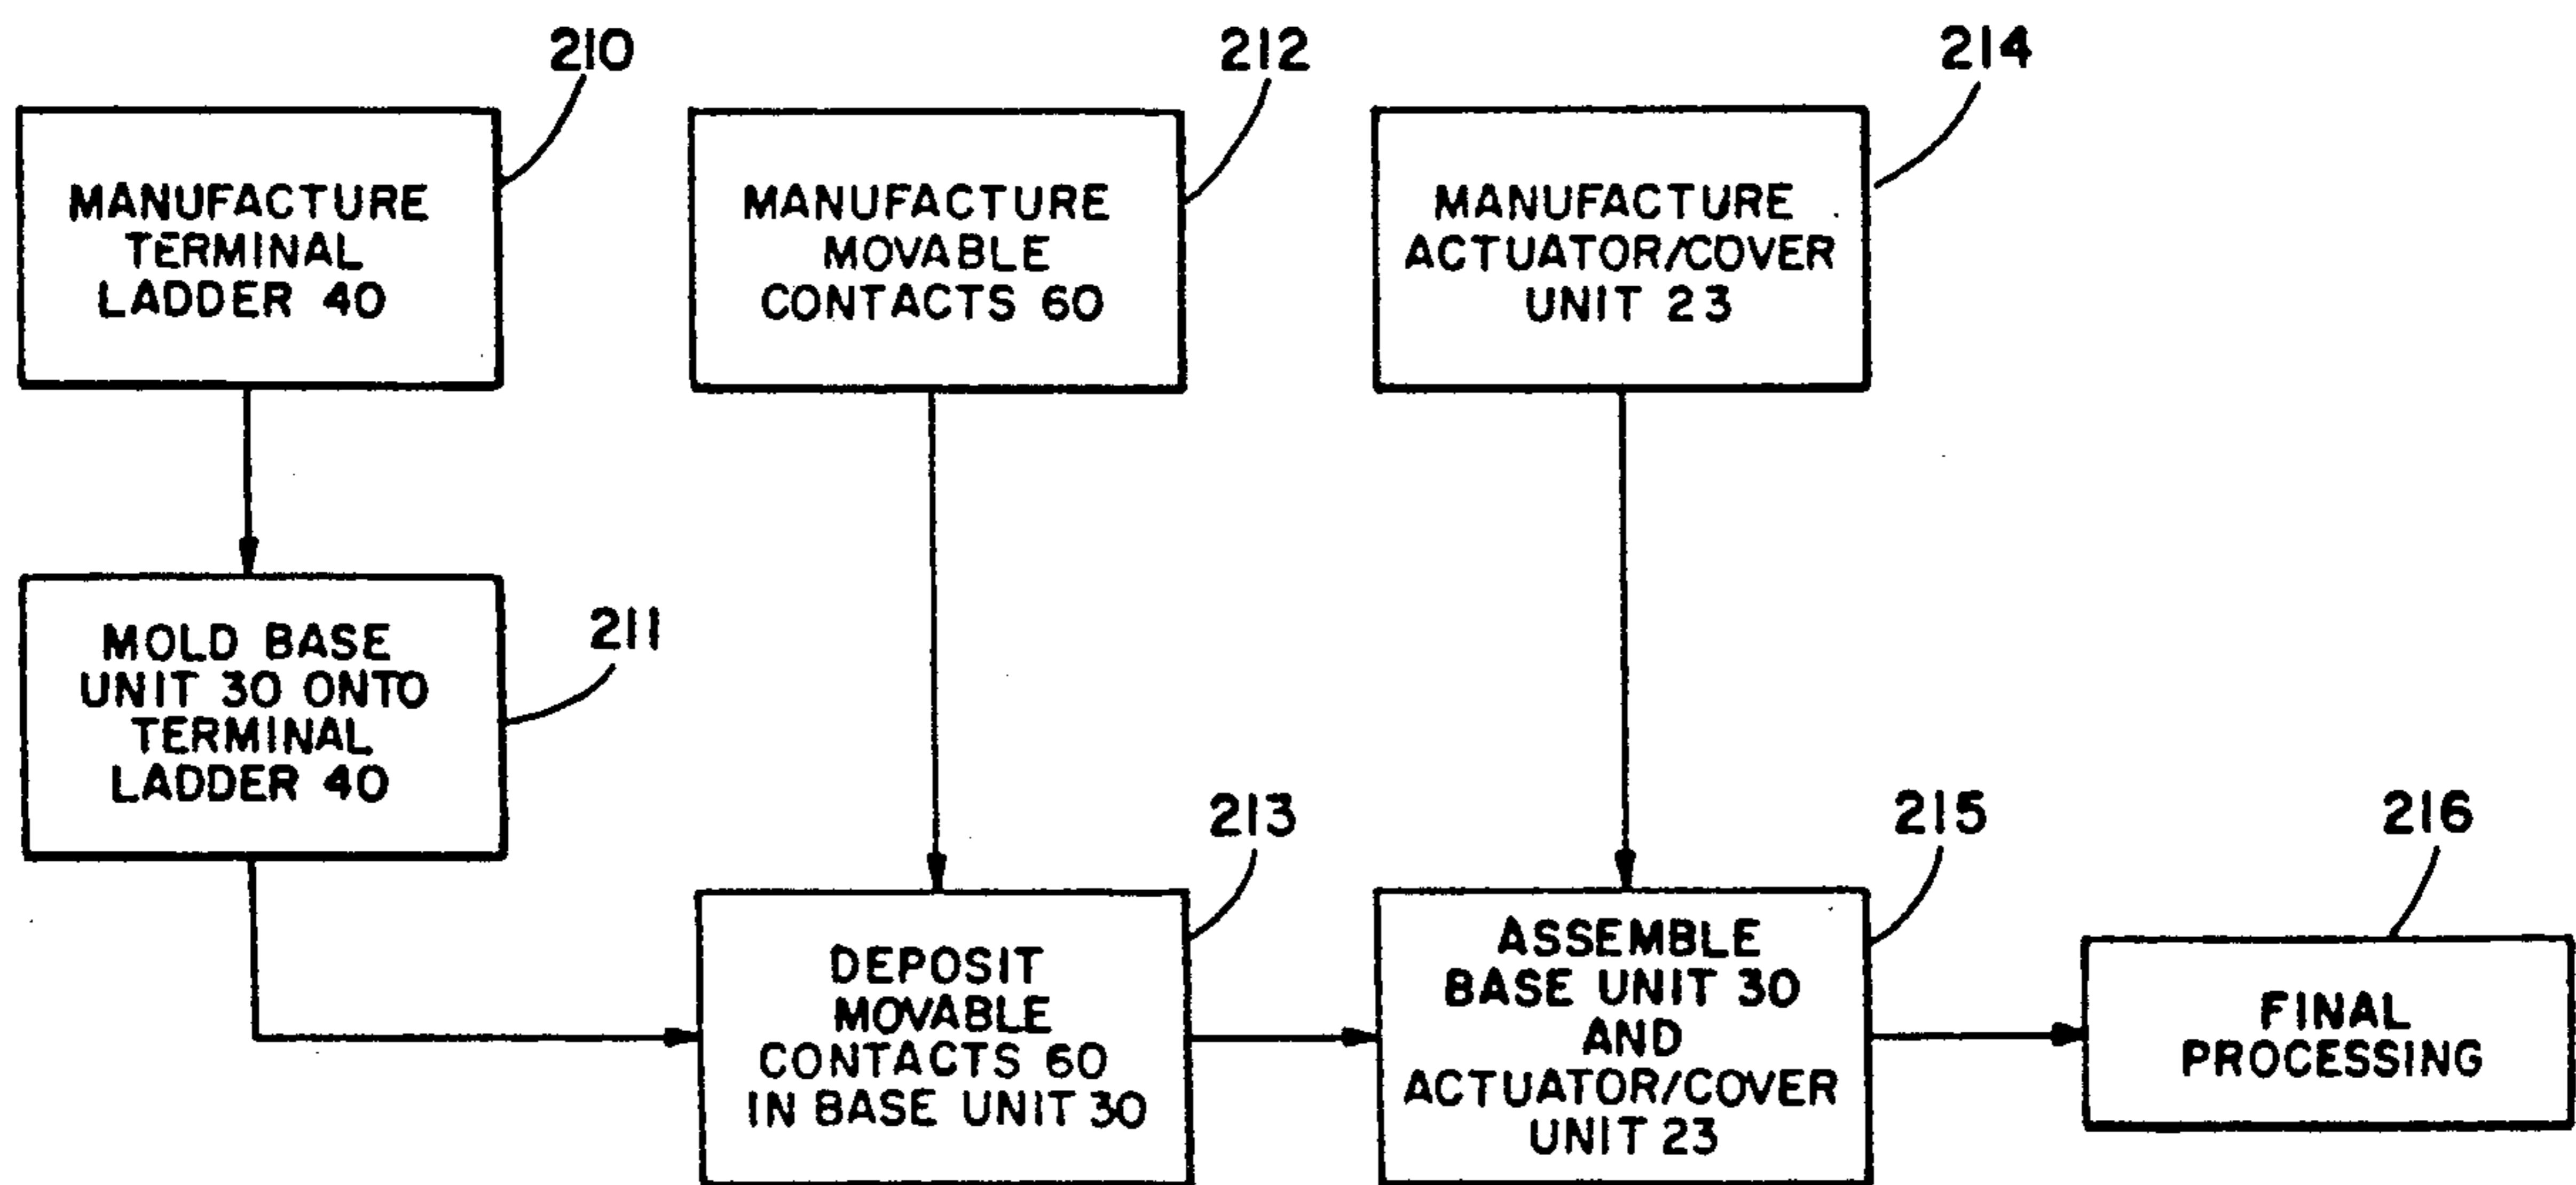 210
MANUFACTURE
TERMINAL
LADDER 40
212
MANUFACTURE
MOVABLE
CONTACTS 60
214
MANUFACTURE
ACTUATOR/COVER
UNIT 23
211
MOLD BASE
UNIT 30 ONTO
TERMINAL
LADDER 40
213
DEPOSIT
MOVABLE
CONTACTS 60
IN BASE UNIT 30
215
ASSEMBLE
BASE UNIT 30
AND
ACTUATOR/COVER
UNIT 23
216
FINAL
PROCESSING